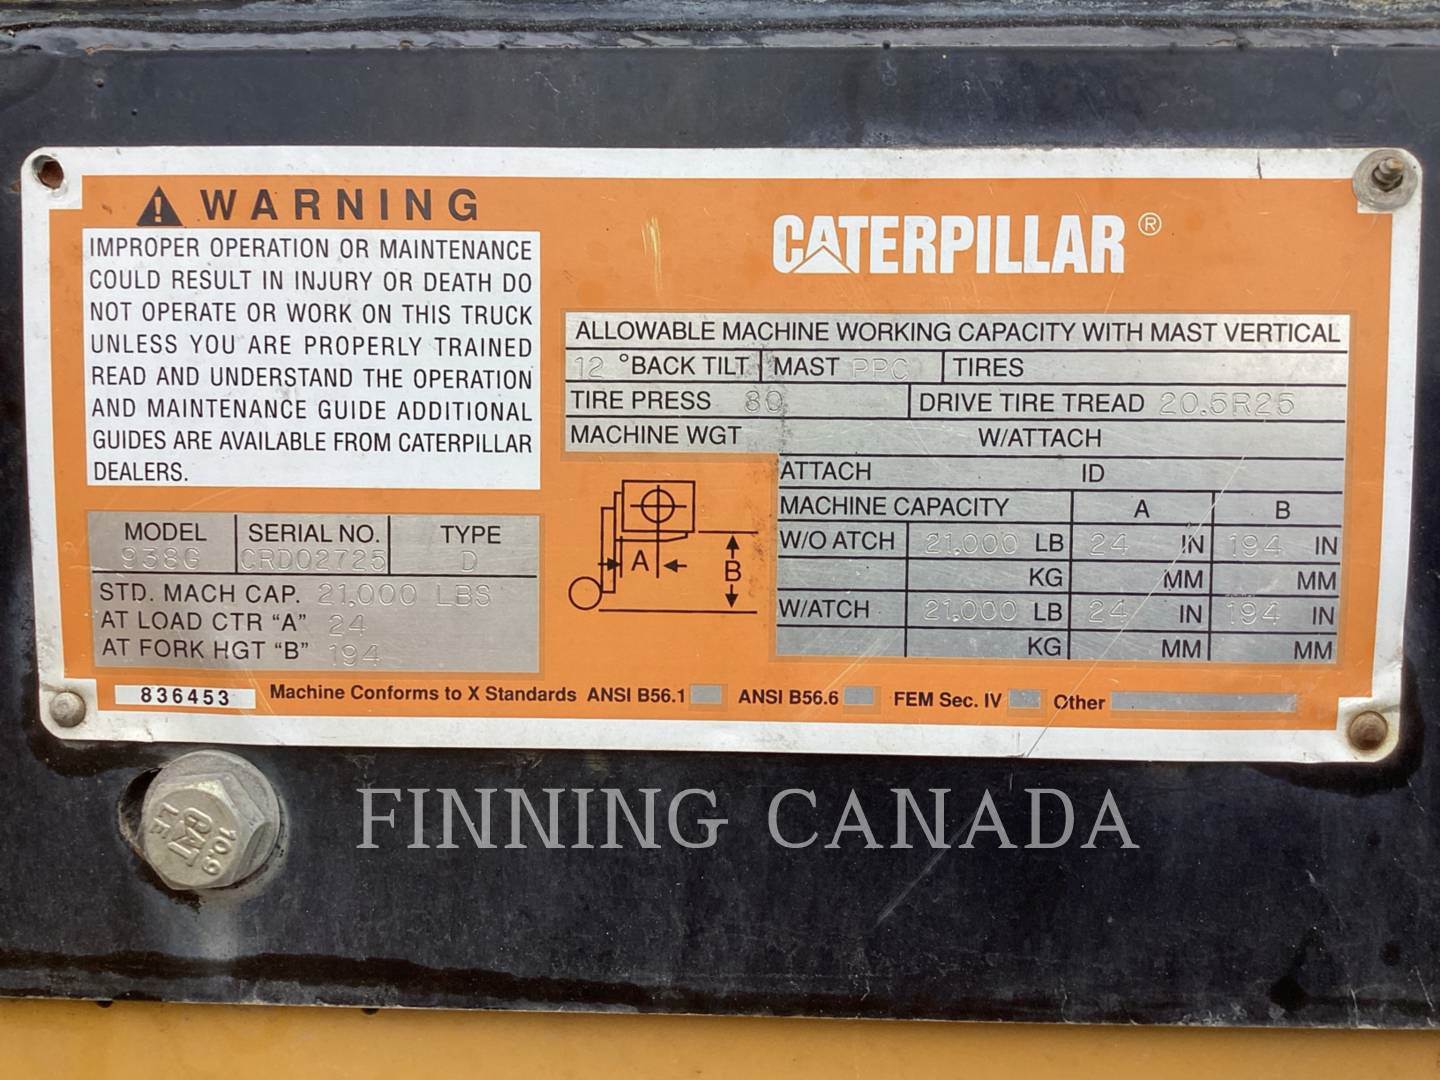 WARNING
IMPROPER OPERATION OR MAINTENANCE
COULD RESULT IN INJURY OR DEATH DO
NOT OPERATE OR WORK ON THIS TRUCK
UNLESS YOU ARE PROPERLY TRAINED
READ AND UNDERSTAND THE OPERATION
AND MAINTENANCE GUIDE ADDITIONAL
GUIDES ARE AVAILABLE FROM CATERPILLAR
DEALERS.
MODEL SERIAL NO. TYPE
938G CRD02725 D
STD. MACH CAP. 21,000 LBS
AT LOAD CTR "A" 24
AT FORK HGT "B" 194
CATERPILLAR®
ALLOWABLE MACHINE WORKING CAPACITY WITH MAST VERTICAL
12 °BACK TILT MAST PPC TIRES
TIRE PRESS 80 DRIVE TIRE TREAD 20.5R25
MACHINE WGT W/ATTACH
ATTACH ID
MACHINE CAPACITY A B
W/O ATCH 21,000 LB 24 IN 194 IN
KG MM MM
W/ATCH 21,000 LB 24 IN 194 IN
KG MM MM
A B
836453 Machine Conforms to X Standards ANSI B56.1 ANSI B56.6 FEM Sec. IV Other
10.9
CAT
LE
FINNING CANADA